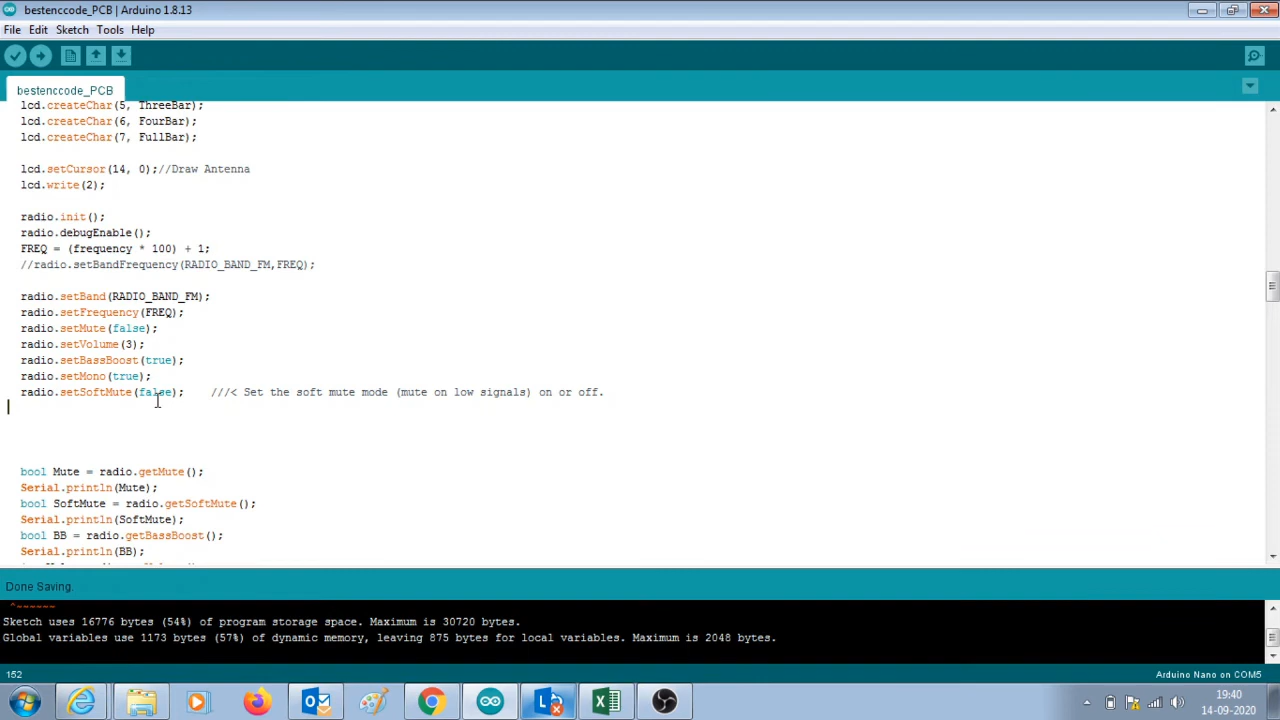 bestenccode_PCB | Arduino 1.8.13
File Edit Sketch Tools Help
bestenccode_PCB
lcd.createChar(5, ThreeBar);
lcd.createChar(6, FourBar);
lcd.createChar(7, FullBar);
lcd.setCursor(14, 0);//Draw Antenna
lcd.write(2);
radio.init();
radio.debugEnable();
FREQ = (frequency * 100) + 1;
//radio.setBandFrequency(RADIO_BAND_FM,FREQ);
radio.setBand(RADIO_BAND_FM);
radio.setFrequency(FREQ);
radio.setMute(false);
radio.setVolume(3);
radio.setBassBoost(true);
radio.setMono(true);
radio.setSoftMute(false); ///< Set the soft mute mode (mute on low signals) on or off.
bool Mute = radio.getMute();
Serial.println(Mute);
bool SoftMute = radio.getSoftMute();
Serial.println(SoftMute);
bool BB = radio.getBassBoost();
Serial.println(BB);
Done Saving.
^~~~~~~
Sketch uses 16776 bytes (54%) of program storage space. Maximum is 30720 bytes.
Global variables use 1173 bytes (57%) of dynamic memory, leaving 875 bytes for local variables. Maximum is 2048 bytes.
152
Arduino Nano on COM5
19:40
14-09-2020